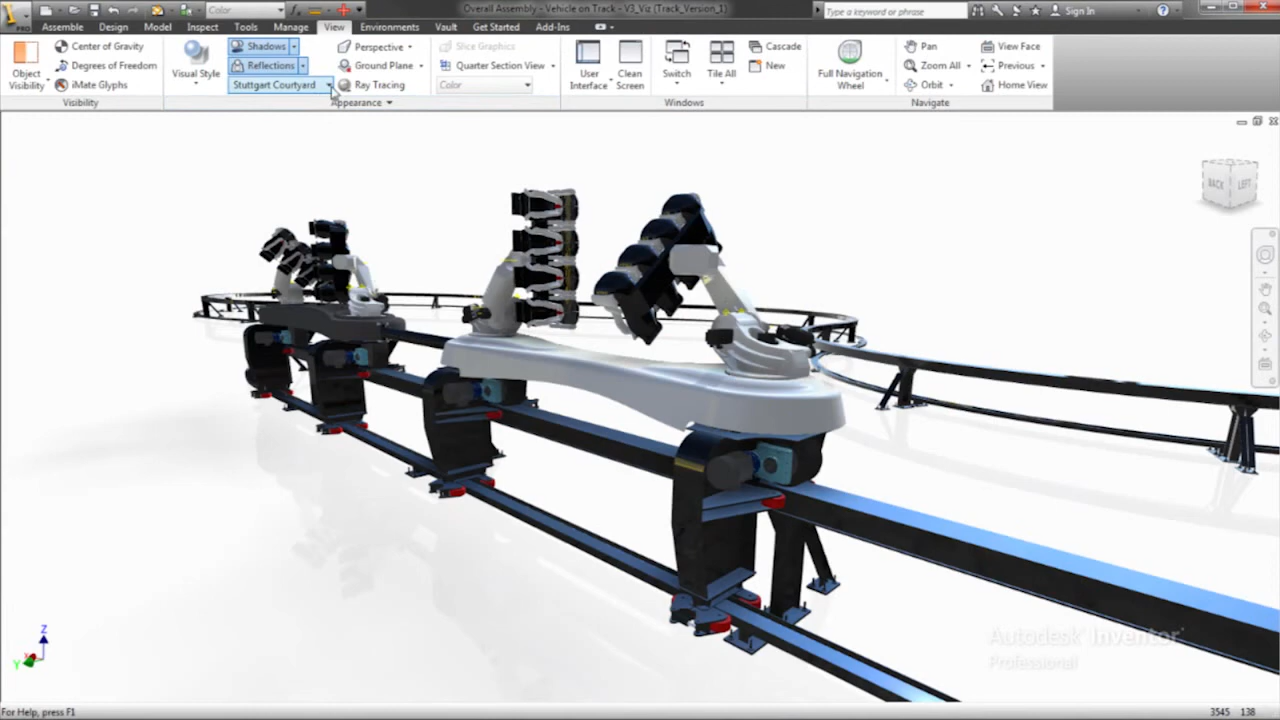 Color
Overall Assembly - Vehicle on Track - V3_Viz (Track_Version_1)
Type a keyword or phrase
Sign In
PRO
Assemble Design Model Inspect Tools Manage View Environments Vault Get Started Add-Ins
Object Visibility
Center of Gravity
Degrees of Freedom
iMate Glyphs
Visibility
Visual Style
Shadows
Reflections
Stuttgart Courtyard
Perspective
Ground Plane
Ray Tracing
Slice Graphics
Quarter Section View
Color
Appearance
User Interface
Clean Screen
Switch
Tile All
Cascade
New
Windows
Full Navigation Wheel
Pan
Zoom All
Orbit
View Face
Previous
Home View
Navigate
BACK LEFT
Z
Y
X
Autodesk Inventor
Professional
For Help, press F1
3545 138